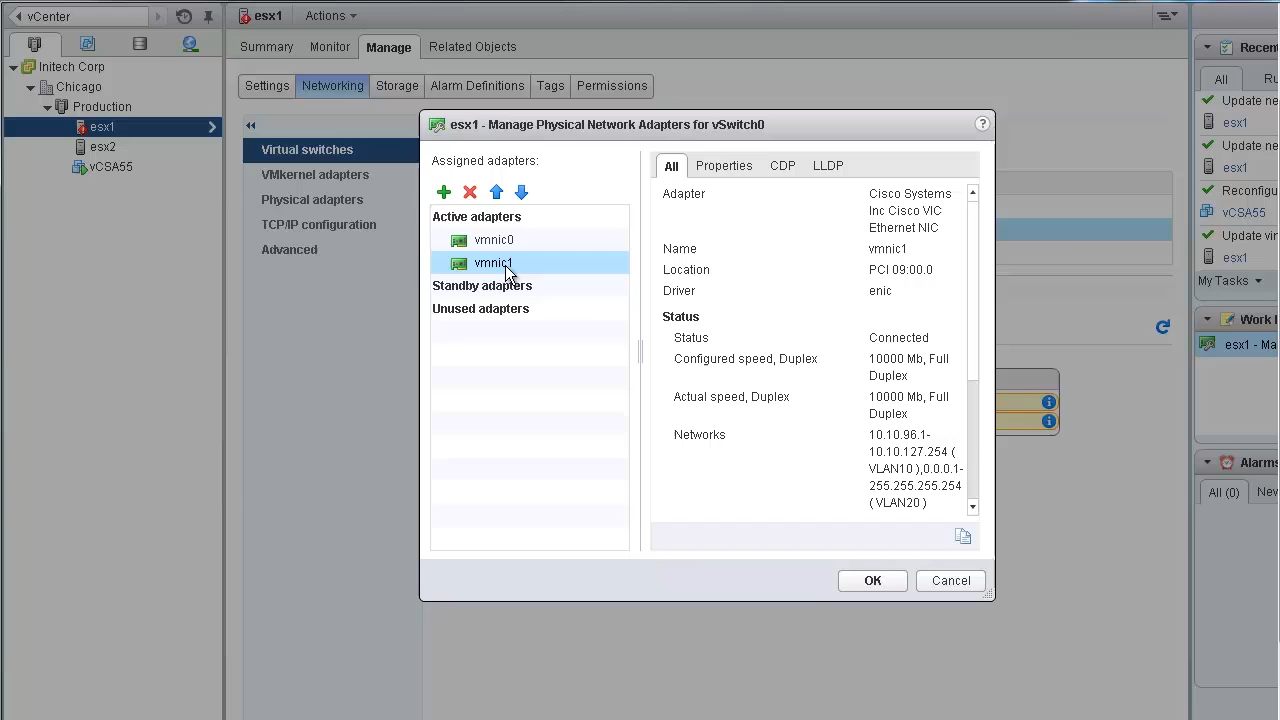 vCenter
esx1
Actions
Summary
Monitor
Manage
Related Objects
Initech Corp
Chicago
Production
esx1
esx2
vCSA55
Settings
Networking
Storage
Alarm Definitions
Tags
Permissions
Virtual switches
VMkernel adapters
Physical adapters
TCP/IP configuration
Advanced
esx1 - Manage Physical Network Adapters for vSwitch0
?
Assigned adapters:
Active adapters
vmnic0
vmnic1
Standby adapters
Unused adapters
All
Properties
CDP
LLDP
Adapter
Cisco Systems
Inc Cisco VIC
Ethernet NIC
Name
vmnic1
Location
PCI 09:00.0
Driver
enic
Status
Status
Connected
Configured speed, Duplex
10000 Mb, Full
Duplex
Actual speed, Duplex
10000 Mb, Full
Duplex
Networks
10.10.96.1-
10.10.127.254 (
VLAN10 ),0.0.0.1-
255.255.255.254
( VLAN20 )
OK
Cancel
Recen
All
Ru
Update ne
esx1
Update ne
esx1
Reconfigu
vCSA55
Update vir
esx1
My Tasks
Work I
esx1 - Ma
Alarms
All (0)
New